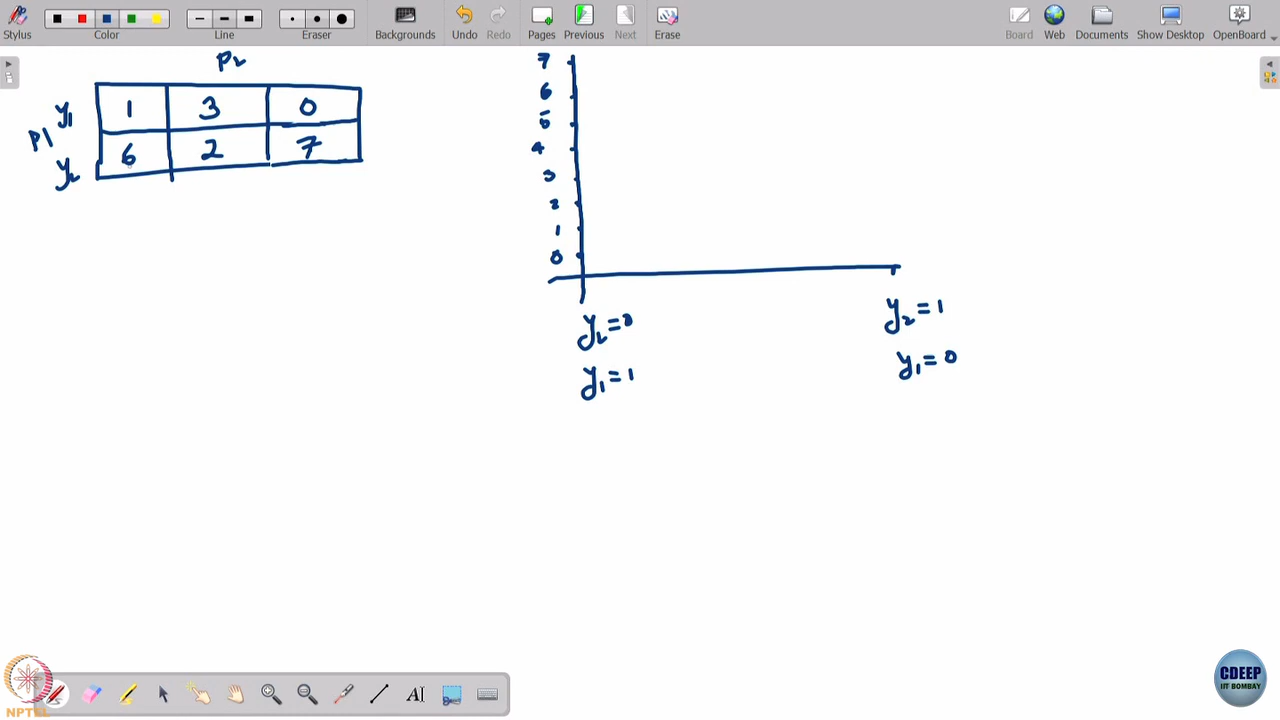 Stylus
Color
Line
Eraser
Backgrounds
Undo
Redo
Pages
Previous
Next
Erase
Board
Web
Documents
Show Desktop
OpenBoard
P2
P1
y1 1 3 0
y2 6 2 7
7
6
5
4
3
2
1
0
y2=0
y1=1
y2=1
y1=0
NPTEL
CDEEP
IIT BOMBAY